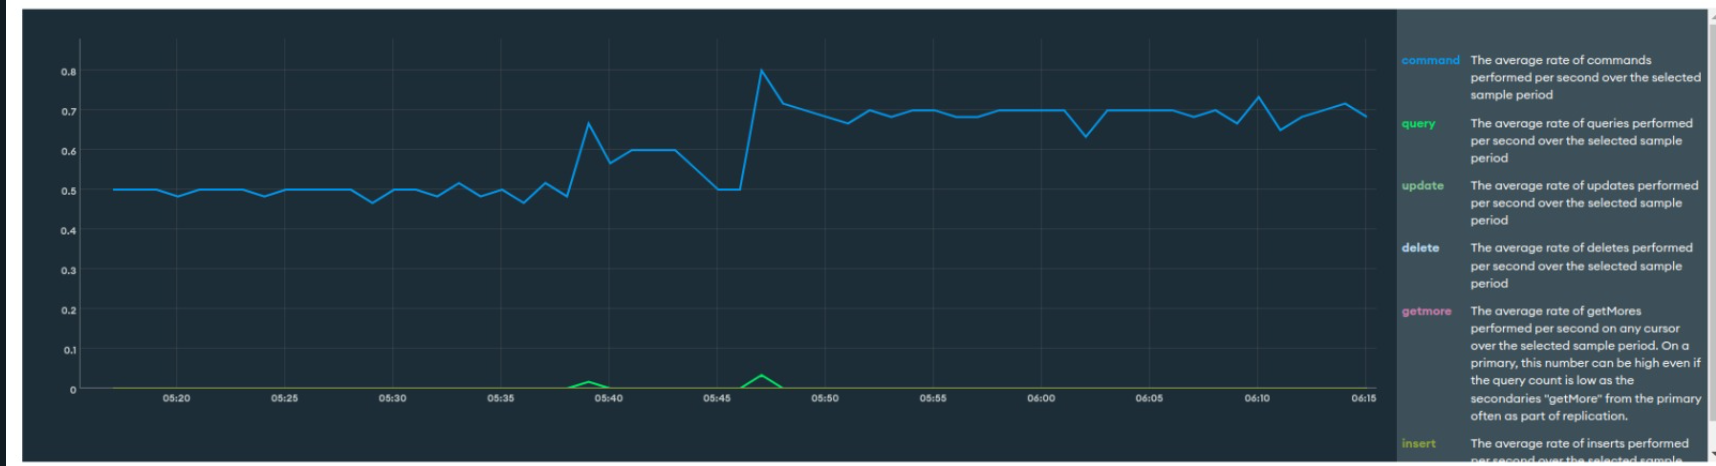 0.8
0.7
0.6
0.5
0.4
0.3
0.2
0.1
0
05:20 05:25 05:30 05:35 05:40 05:45 05:50 05:55 06:00 06:05 06:10 06:15
command The average rate of commands
performed per second over the selected
sample period
query The average rate of queries performed
per second over the selected sample
period
update The average rate of updates performed
per second over the selected sample
period
delete The average rate of deletes performed
per second over the selected sample
period
getmore The average rate of getMores
performed per second on any cursor
over the selected sample period. On a
primary, this number can be high even if
the query count is low as the
secondaries "getMore" from the primary
often as part of replication.
insert The average rate of inserts performed
per second over the selected sample